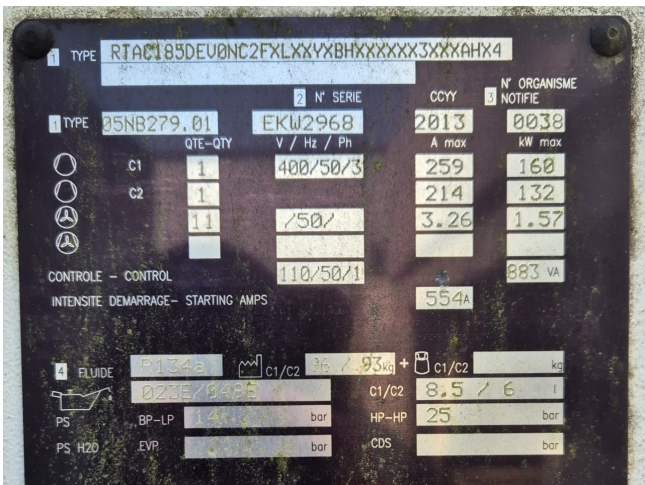 1 TYPE RTAC185DEV0NC2FXLXXYXBHXXXXXX3XXXAHX4
2 N° SERIE CCYY 3 N° ORGANISME NOTIFIE
1 TYPE 05NB279.01 EKW2968 2013 0038
QTE-QTY V / Hz / Ph A max kW max
C1 1 400/50/3 259 160
C2 1 214 132
11 /50/ 3.26 1.57
CONTROLE - CONTROL 110/50/1 883 VA
INTENSITE DEMARRAGE- STARTING AMPS 554A
4 FLUIDE R134a C1/C2 96 / 93kg + C1/C2 kg
023E/048E C1/C2 8.5 / 6 l
PS BP-LP bar HP-HP 25 bar
PS H2O EVP bar CDS bar